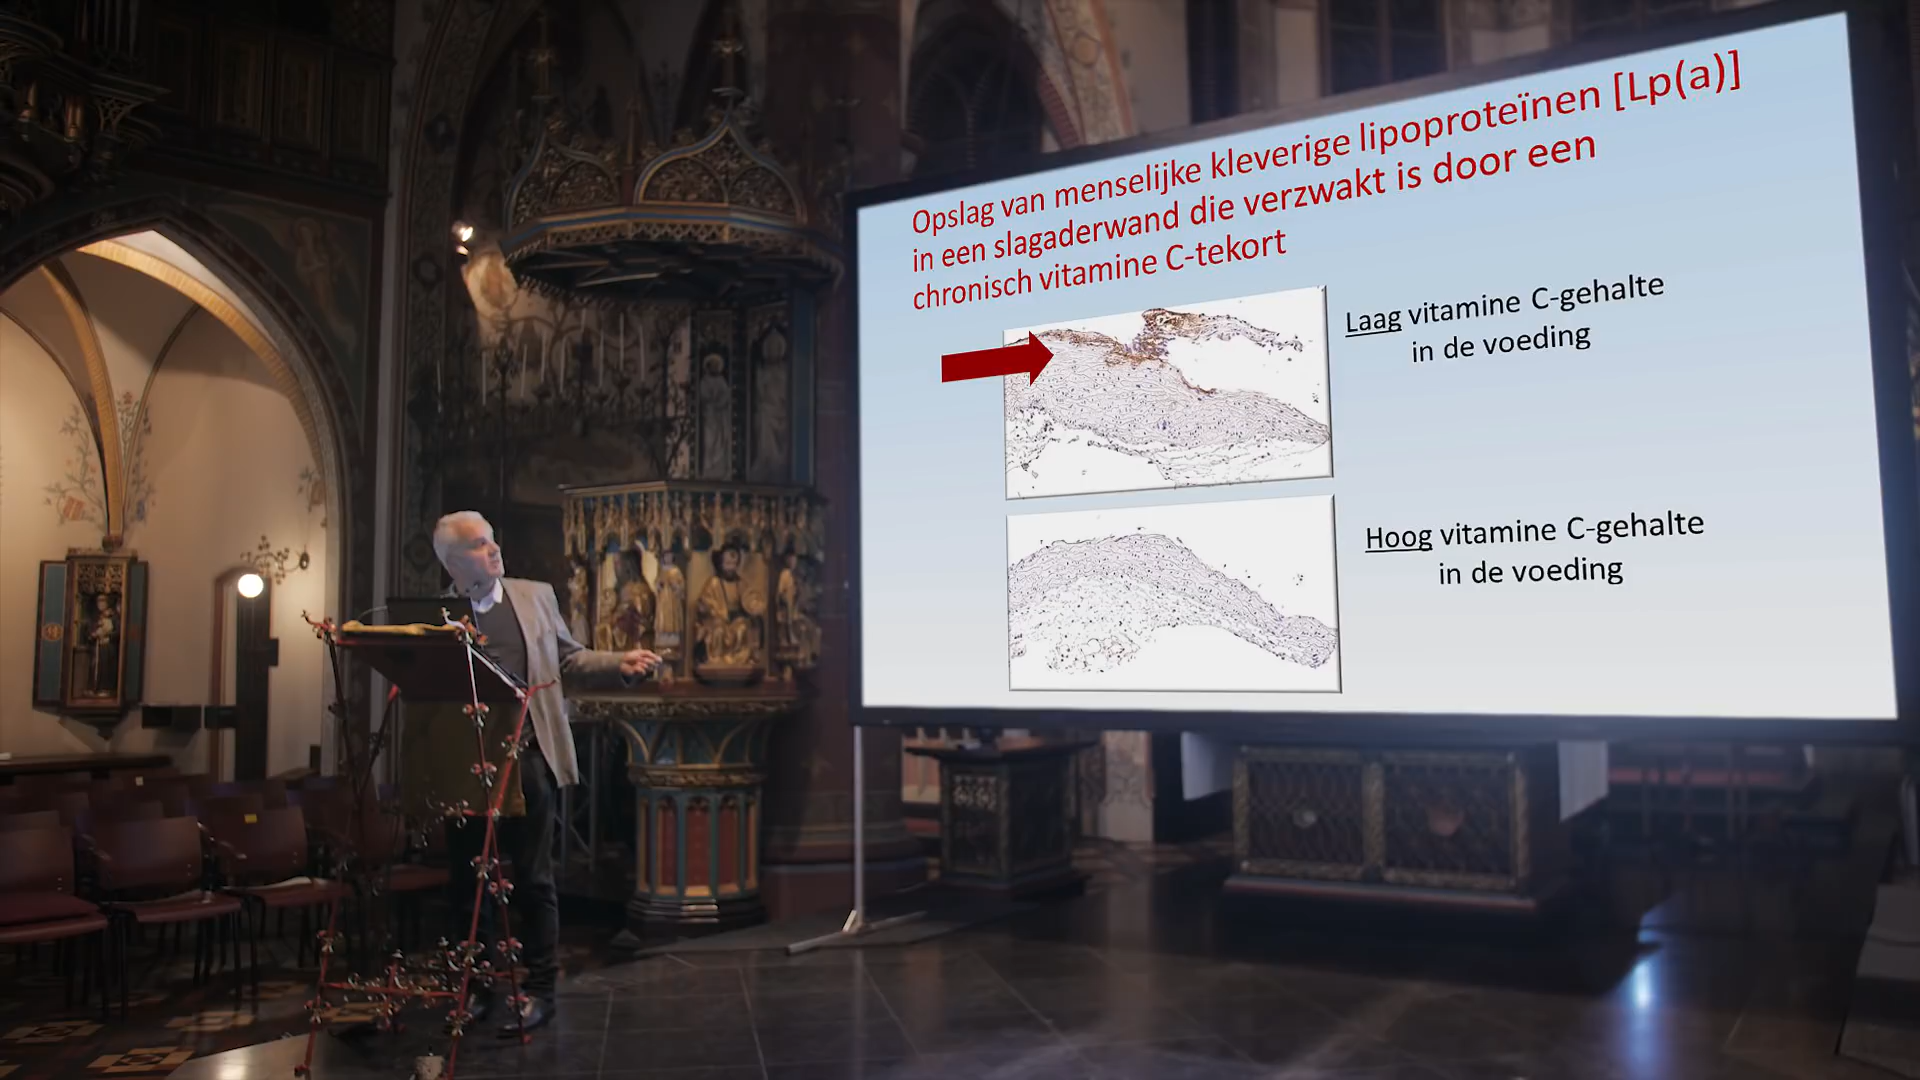 Opslag van menselijke kleverige lipoproteïnen [Lp(a)]
in een slagaderwand die verzwakt is door een
chronisch vitamine C-tekort
Laag vitamine C-gehalte
in de voeding
Hoog vitamine C-gehalte
in de voeding